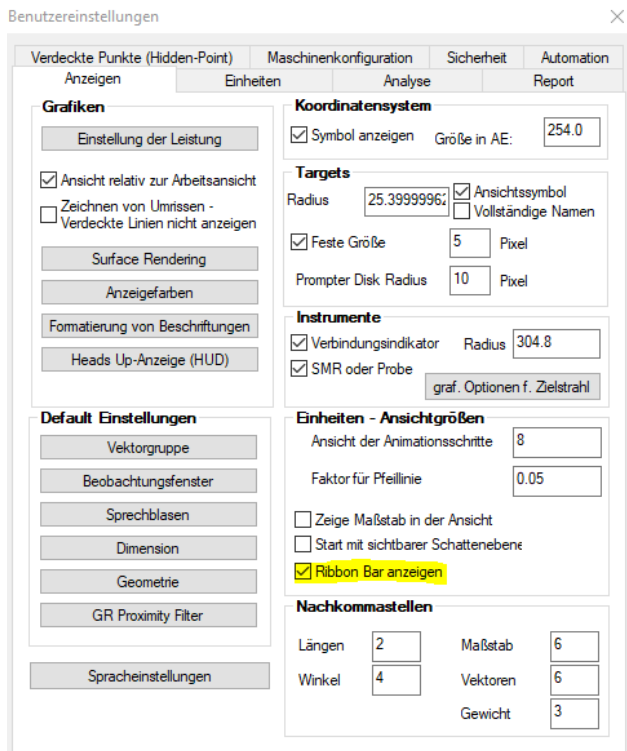 Benutzereinstellungen
Verdeckte Punkte (Hidden-Point)
Maschinenkonfiguration
Sicherheit
Automation
Anzeigen
Einheiten
Analyse
Report
Grafiken
Einstellung der Leistung
Ansicht relativ zur Arbeitsansicht
Zeichnen von Umrissen -
Verdeckte Linien nicht anzeigen
Surface Rendering
Anzeigefarben
Formatierung von Beschriftungen
Heads Up-Anzeige (HUD)
Default Einstellungen
Vektorgruppe
Beobachtungsfenster
Sprechblasen
Dimension
Geometrie
GR Proximity Filter
Spracheinstellungen
Koordinatensystem
Symbol anzeigen
Größe in AE:
254.0
Targets
Radius
25.39999962
Ansichtssymbol
Vollständige Namen
Feste Größe
5
Pixel
Prompter Disk Radius
10
Pixel
Instrumente
Verbindungsindikator
Radius
304.8
SMR oder Probe
graf. Optionen f. Zielstrahl
Einheiten - Ansichtgrößen
Ansicht der Animationsschritte
8
Faktor für Pfeillinie
0.05
Zeige Maßstab in der Ansicht
Start mit sichtbarer Schattenebene
Ribbon Bar anzeigen
Nachkommastellen
Längen
2
Maßstab
6
Winkel
4
Vektoren
6
Gewicht
3